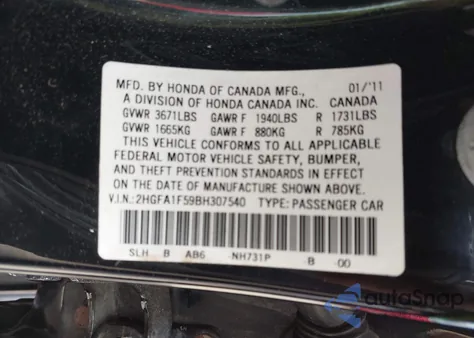 MFD. BY HONDA OF CANADA MFG., 01/'11
A DIVISION OF HONDA CANADA INC. CANADA
GVWR 3671LBS GAWR F 1940LBS R 1731LBS
GVWR 1665KG GAWR F 880KG R 785KG
THIS VEHICLE CONFORMS TO ALL APPLICABLE
FEDERAL MOTOR VEHICLE SAFETY, BUMPER,
AND THEFT PREVENTION STANDARDS IN EFFECT
ON THE DATE OF MANUFACTURE SHOWN ABOVE.
V.I.N.:2HGFA1F59BH307540 TYPE: PASSENGER CAR
SLH B AB6 -NH731P -B -00
autoSnap